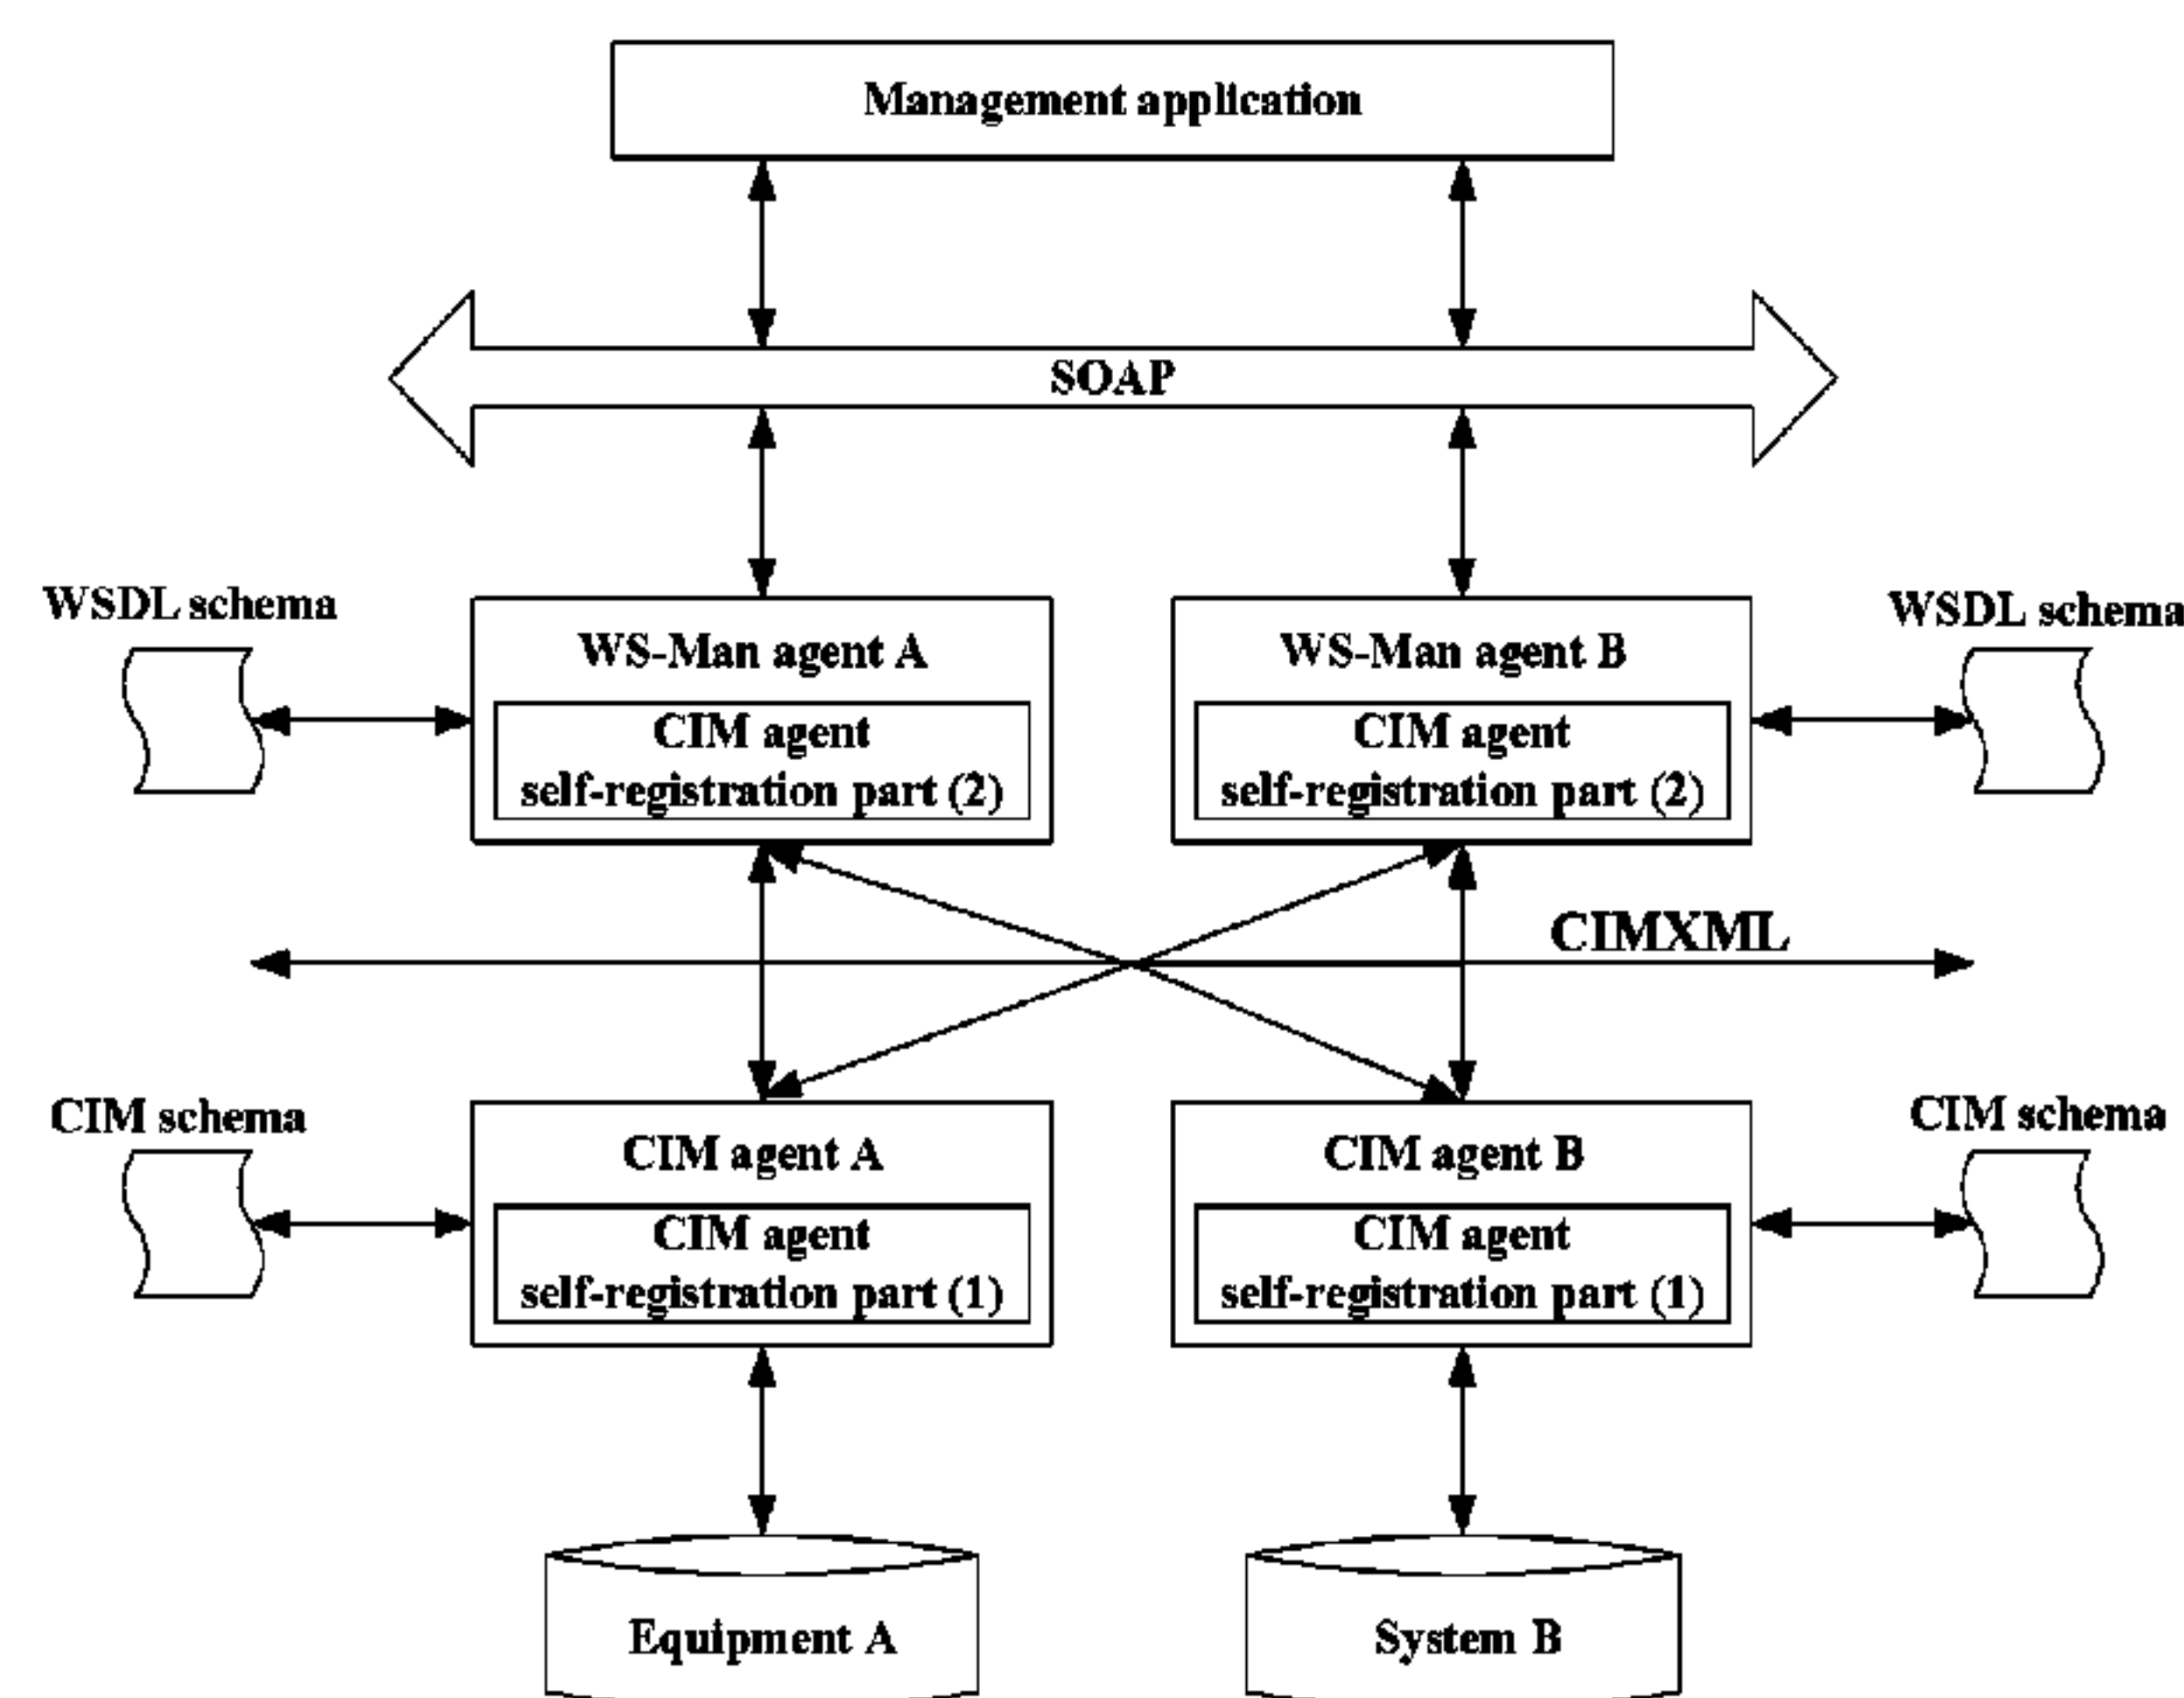 Management application
SOAP
WSDL schema
WSDL schema
WS-Man agent A
WS-Man agent B
CIM agent
self-registration part (2)
CIM agent
self-registration part (2)
CIMXML
CIM schema
CIM schema
CIM agent A
CIM agent B
CIM agent
self-registration part (1)
CIM agent
self-registration part (1)
Equipment A
System B